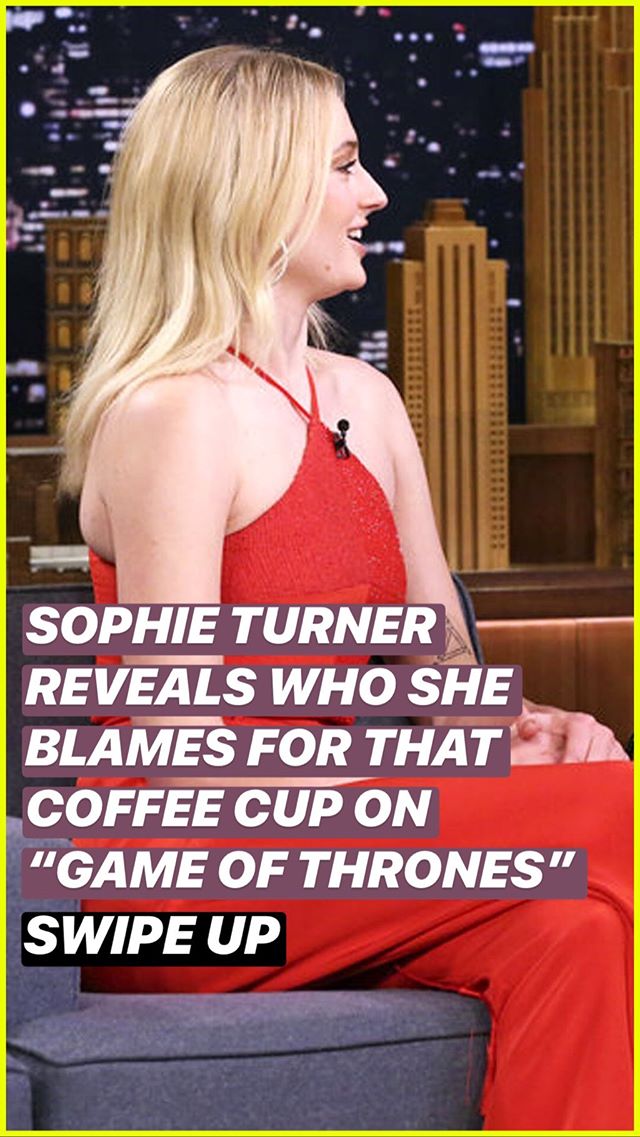 SOPHIE TURNER
REVEALS WHO SHE
BLAMES FOR THAT
COFFEE CUP ON
“GAME OF THRONES”
SWIPE UP